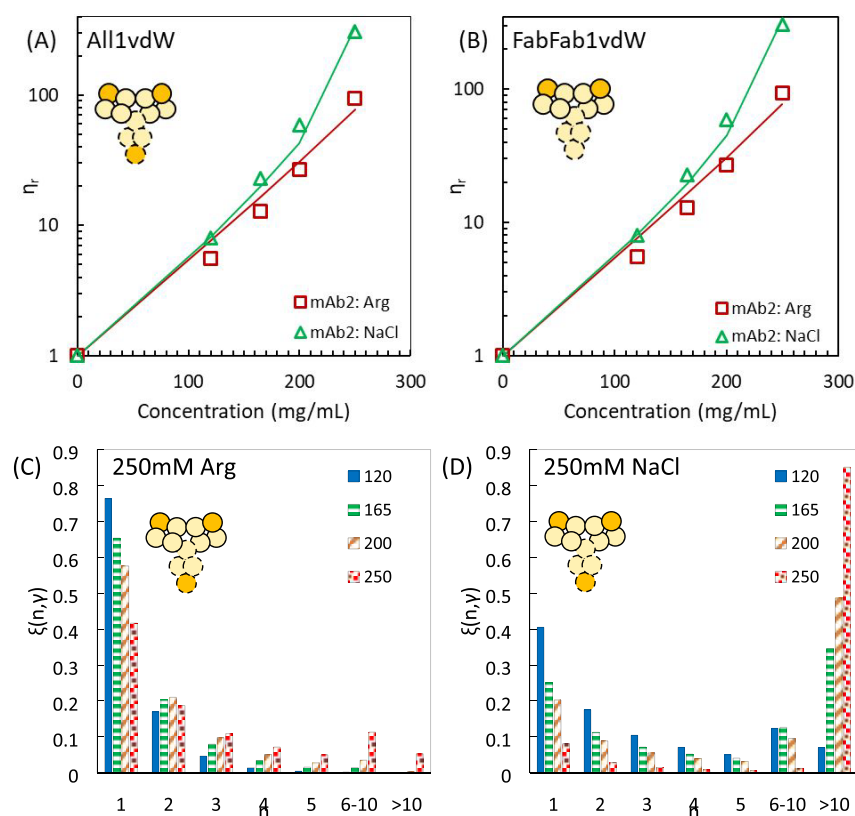 (A) All1vdW
100
10
1
ηr
0 100 200 300
Concentration (mg/mL)
mAb2: Arg
mAb2: NaCl
(B) FabFab1vdW
100
10
1
ηr
0 100 200 300
Concentration (mg/mL)
mAb2: Arg
mAb2: NaCl
(C) 250mM Arg
0.9
0.8
0.7
0.6
0.5
0.4
0.3
0.2
0.1
0
ξ(n,γ)
120
165
200
250
1 2 3 4 5 6-10 >10
n
(D) 250mM NaCl
0.9
0.8
0.7
0.6
0.5
0.4
0.3
0.2
0.1
0
ξ(n,γ)
120
165
200
250
1 2 3 4 5 6-10 >10
n